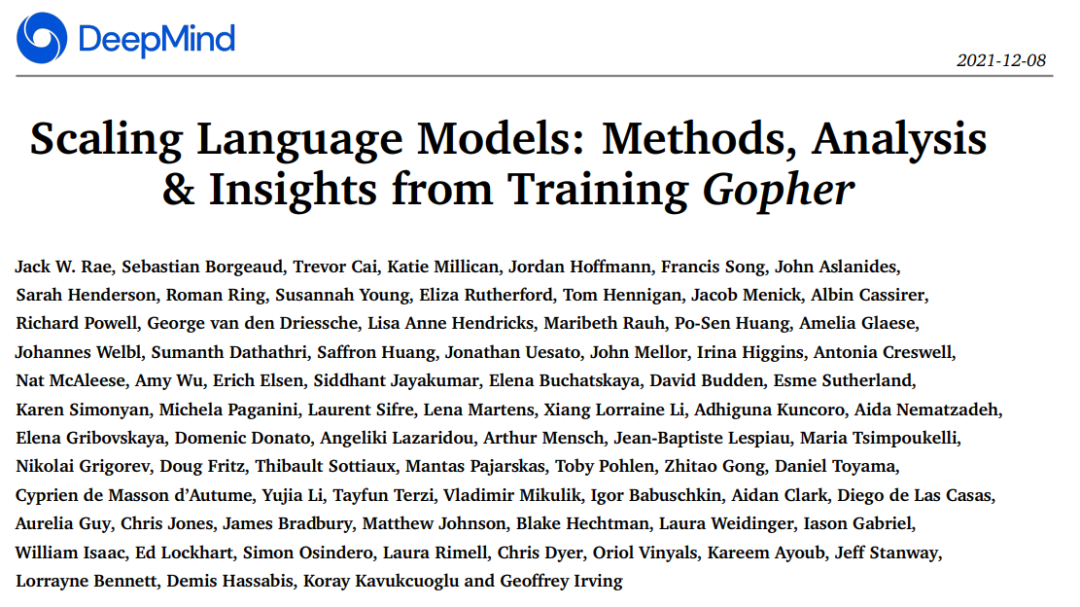 DeepMind
2021-12-08
Scaling Language Models: Methods, Analysis
& Insights from Training Gopher
Jack W. Rae, Sebastian Borgeaud, Trevor Cai, Katie Millican, Jordan Hoffmann, Francis Song, John Aslanides,
Sarah Henderson, Roman Ring, Susannah Young, Eliza Rutherford, Tom Hennigan, Jacob Menick, Albin Cassirer,
Richard Powell, George van den Driessche, Lisa Anne Hendricks, Maribeth Rauh, Po-Sen Huang, Amelia Glaese,
Johannes Welbl, Sumanth Dathathri, Saffron Huang, Jonathan Uesato, John Mellor, Irina Higgins, Antonia Creswell,
Nat McAleese, Amy Wu, Erich Elsen, Siddhant Jayakumar, Elena Buchatskaya, David Budden, Esme Sutherland,
Karen Simonyan, Michela Paganini, Laurent Sifre, Lena Martens, Xiang Lorraine Li, Adhiguna Kuncoro, Aida Nematzadeh,
Elena Gribovskaya, Domenic Donato, Angeliki Lazaridou, Arthur Mensch, Jean-Baptiste Lespiau, Maria Tsimpoukelli,
Nikolai Grigorev, Doug Fritz, Thibault Sottiaux, Mantas Pajarskas, Toby Pohlen, Zhitao Gong, Daniel Toyama,
Cyprien de Masson d'Autume, Yujia Li, Tayfun Terzi, Vladimir Mikulik, Igor Babuschkin, Aidan Clark, Diego de Las Casas,
Aurelia Guy, Chris Jones, James Bradbury, Matthew Johnson, Blake Hechtman, Laura Weidinger, Iason Gabriel,
William Isaac, Ed Lockhart, Simon Osindero, Laura Rimell, Chris Dyer, Oriol Vinyals, Kareem Ayoub, Jeff Stanway,
Lorrayne Bennett, Demis Hassabis, Koray Kavukcuoglu and Geoffrey Irving